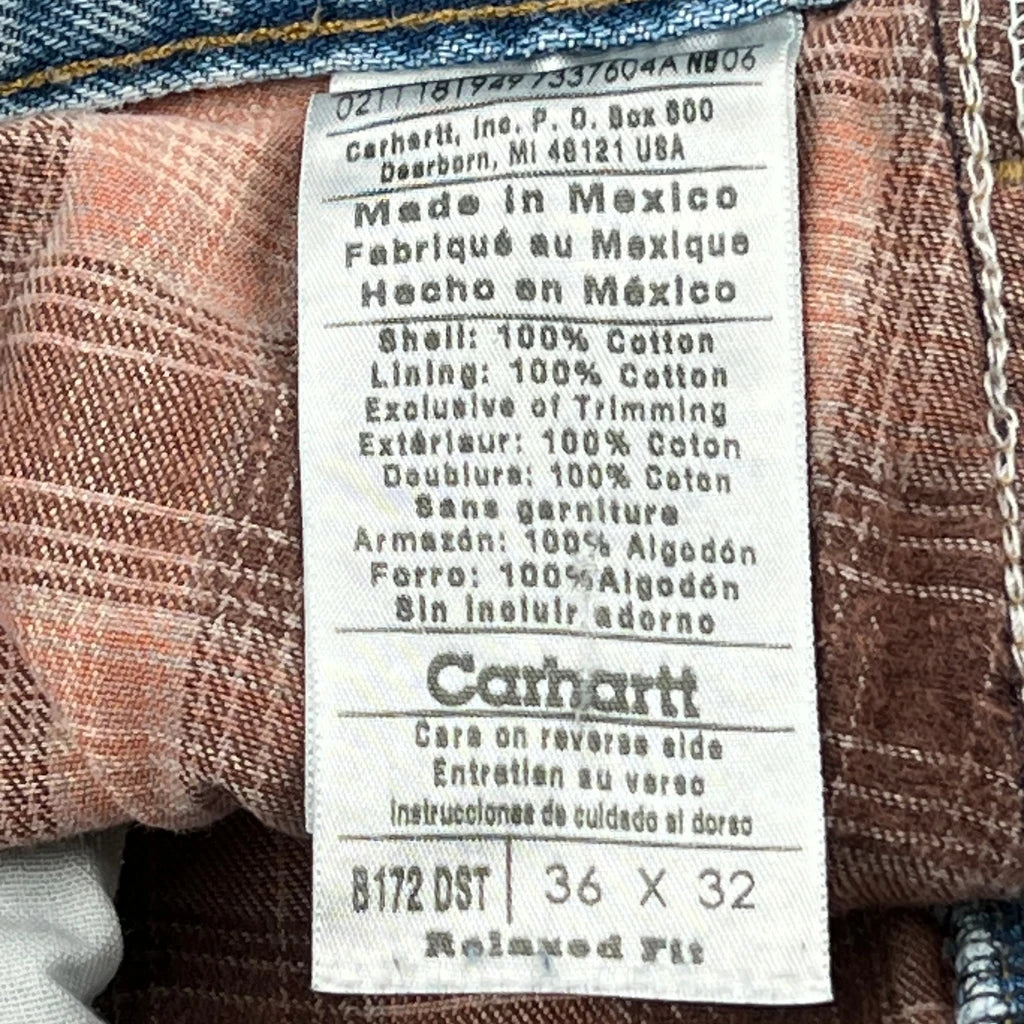 021118194973376​04A NB06
Carhartt, Inc. P. O. Box 600
Dearborn, MI 48121 USA
Made in Mexico
Fabriqué au Mexique
Hecho en México
Shell: 100% Cotton
Lining: 100% Cotton
Exclusive of Trimming
Extérieur: 100% Coton
Doublure: 100% Coton
Sans garniture
Armazón: 100% Algodón
Forro: 100% Algodón
Sin incluir adorno
Carhartt
Care on reverse side
Entretien au verso
Instrucciones de cuidado al dorso
B172 DST 36 X 32
Relaxed Fit